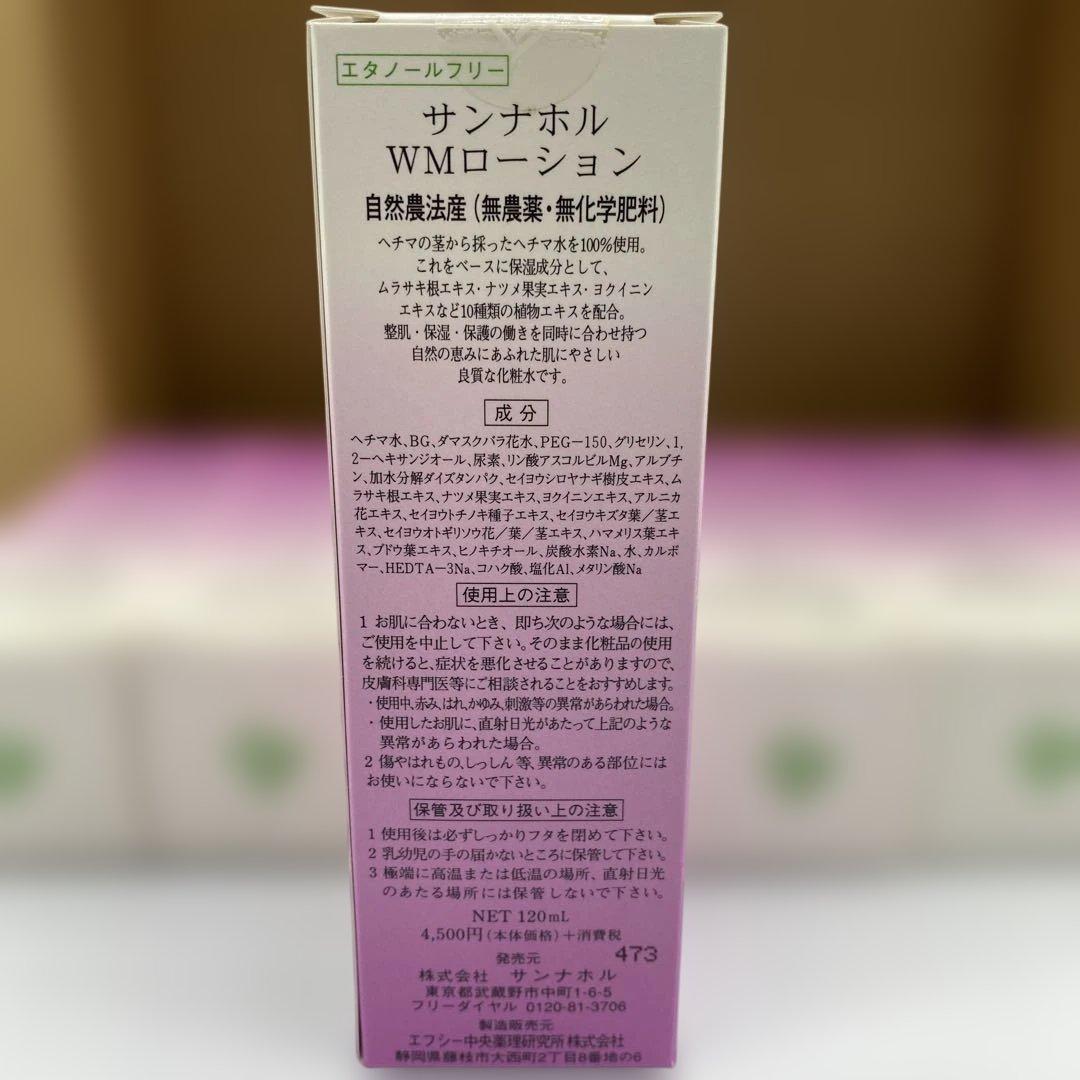 エタノールフリー
サンナホル
WMローション
自然農法産（無農薬・無化学肥料）
ヘチマの茎から採ったヘチマ水を100%使用。
これをベースに保湿成分として、
ムラサキ根エキス・ナツメ果実エキス・ヨクイニン
エキスなど10種類の植物エキスを配合。
整肌・保湿・保護の働きを同時に合わせ持つ
自然の恵みにあふれた肌にやさしい
良質な化粧水です。
成分
ヘチマ水、BG、ダマスクバラ花水、PEG－150、グリセリン、1,
2－ヘキサンジオール、尿素、リン酸アスコルビルMg、アルブチ
ン、加水分解ダイズタンパク、セイヨウシロヤナギ樹皮エキス、ム
ラサキ根エキス、ナツメ果実エキス、ヨクイニンエキス、アルニカ
花エキス、セイヨウトチノキ種子エキス、セイヨウキズタ葉／茎エ
キス、セイヨウオトギリソウ花／葉／茎エキス、ハマメリス葉エキ
ス、ブドウ葉エキス、ヒノキチオール、炭酸水素Na、水、カルボ
マー、HEDTA－3Na、コハク酸、塩化Al、メタリン酸Na
使用上の注意
1 お肌に合わないとき、即ち次のような場合には、
ご使用を中止して下さい。そのまま化粧品の使用
を続けると、症状を悪化させることがありますので、
皮膚科専門医等にご相談されることをおすすめします。
・使用中、赤み、はれ、かゆみ、刺激等の異常があらわれた場合。
・使用したお肌に、直射日光があたって上記のような
異常があらわれた場合。
2 傷やはれもの、しっしん等、異常のある部位には
お使いにならないで下さい。
保管及び取り扱い上の注意
1 使用後は必ずしっかりフタを閉めて下さい。
2 乳幼児の手の届かないところに保管して下さい。
3 極端に高温または低温の場所、直射日光
のあたる場所には保管しないで下さい。
NET 120mL
4,500円（本体価格）＋消費税
発売元 473
株式会社 サンナホル
東京都武蔵野市中町1-6-5
フリーダイヤル 0120-81-3706
製造販売元
エフシー中央薬理研究所株式会社
静岡県藤枝市大西町2丁目8番地の6